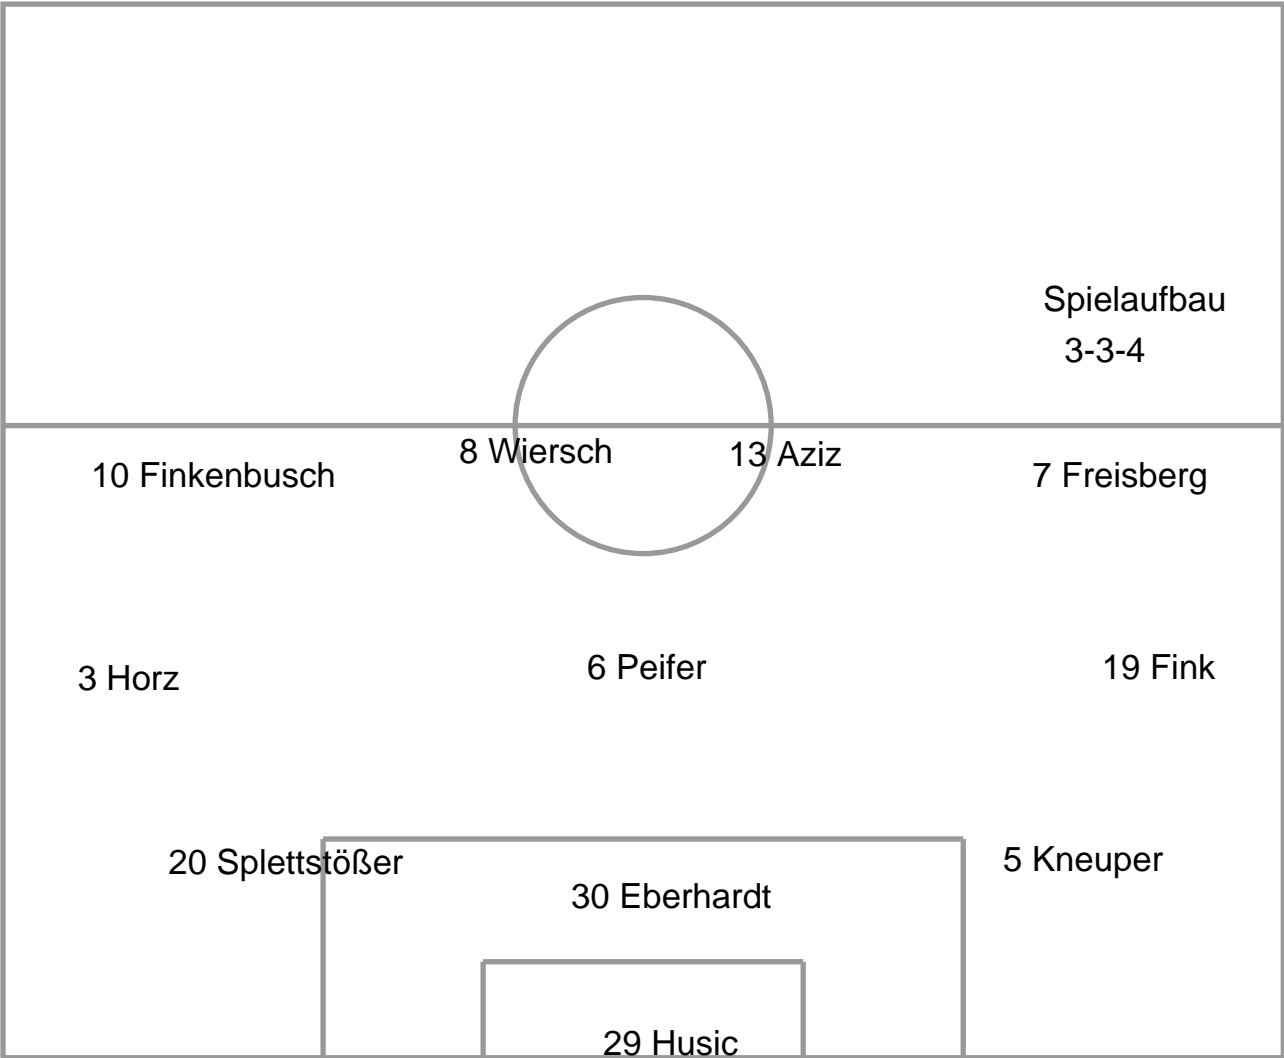 Spielaufbau
3-3-4
8 Wiersch
13 Aziz
10 Finkenbusch
7 Freisberg
3 Horz
6 Peifer
19 Fink
20 Splettstößer
5 Kneuper
30 Eberhardt
29 Husic